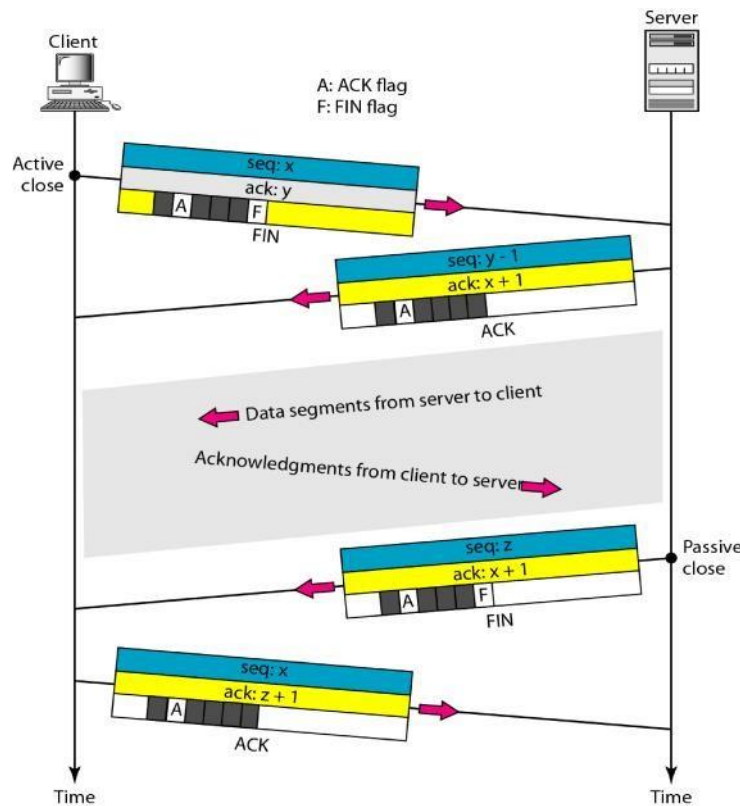 Client
Server
A: ACK flag
F: FIN flag
Active
close
seq: x
ack: y
A
F
FIN
seq: y - 1
ack: x + 1
A
ACK
Data segments from server to client
Acknowledgments from client to server
Passive
close
seq: z
ack: x + 1
A
F
FIN
seq: x
ack: z + 1
A
ACK
Time
Time